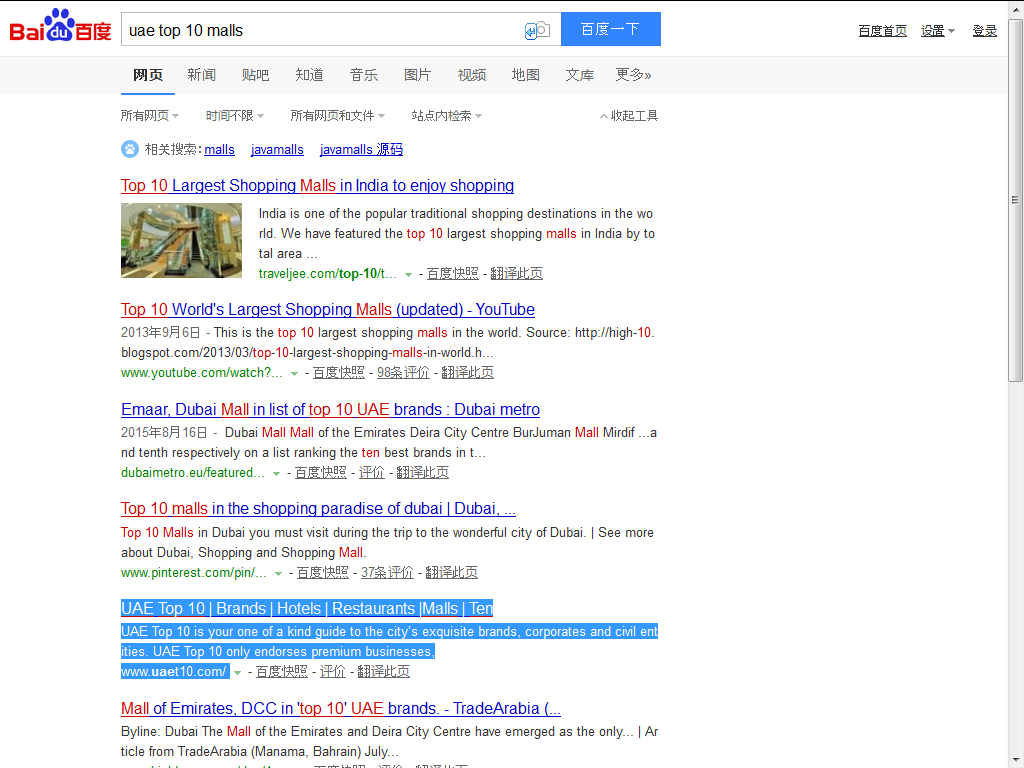 Bai du 百度
uae top 10 malls
百度一下
百度首页 设置 登录
网页 新闻 贴吧 知道 音乐 图片 视频 地图 文库 更多»
所有网页 时间不限 所有网页和文件 站点内检索 收起工具
相关搜索: malls javamalls javamalls 源码
Top 10 Largest Shopping Malls in India to enjoy shopping
India is one of the popular traditional shopping destinations in the wo
rld. We have featured the top 10 largest shopping malls in India by to
tal area ...
traveljee.com/top-10/t... - 百度快照 - 翻译此页
Top 10 World's Largest Shopping Malls (updated) - YouTube
2013年9月6日 - This is the top 10 largest shopping malls in the world. Source: http://high-10.
blogspot.com/2013/03/top-10-largest-shopping-malls-in-world.h...
www.youtube.com/watch?... - 百度快照 - 98条评价 - 翻译此页
Emaar, Dubai Mall in list of top 10 UAE brands : Dubai metro
2015年8月16日 - Dubai Mall Mall of the Emirates Deira City Centre BurJuman Mall Mirdif ...a
nd tenth respectively on a list ranking the ten best brands in t...
dubaimetro.eu/featured... - 百度快照 - 评价 - 翻译此页
Top 10 malls in the shopping paradise of dubai | Dubai, ...
Top 10 Malls in Dubai you must visit during the trip to the wonderful city of Dubai. | See more
about Dubai, Shopping and Shopping Mall.
www.pinterest.com/pin/... - 百度快照 - 37条评价 - 翻译此页
UAE Top 10 | Brands | Hotels | Restaurants |Malls | Ten
UAE Top 10 is your one of a kind guide to the city's exquisite brands, corporates and civil ent
ities. UAE Top 10 only endorses premium businesses,
www.uaet10.com/ - 百度快照 - 评价 - 翻译此页
Mall of Emirates, DCC in 'top 10' UAE brands. - TradeArabia (...
Byline: Dubai The Mall of the Emirates and Deira City Centre have emerged as the only... | Ar
ticle from TradeArabia (Manama, Bahrain) July...